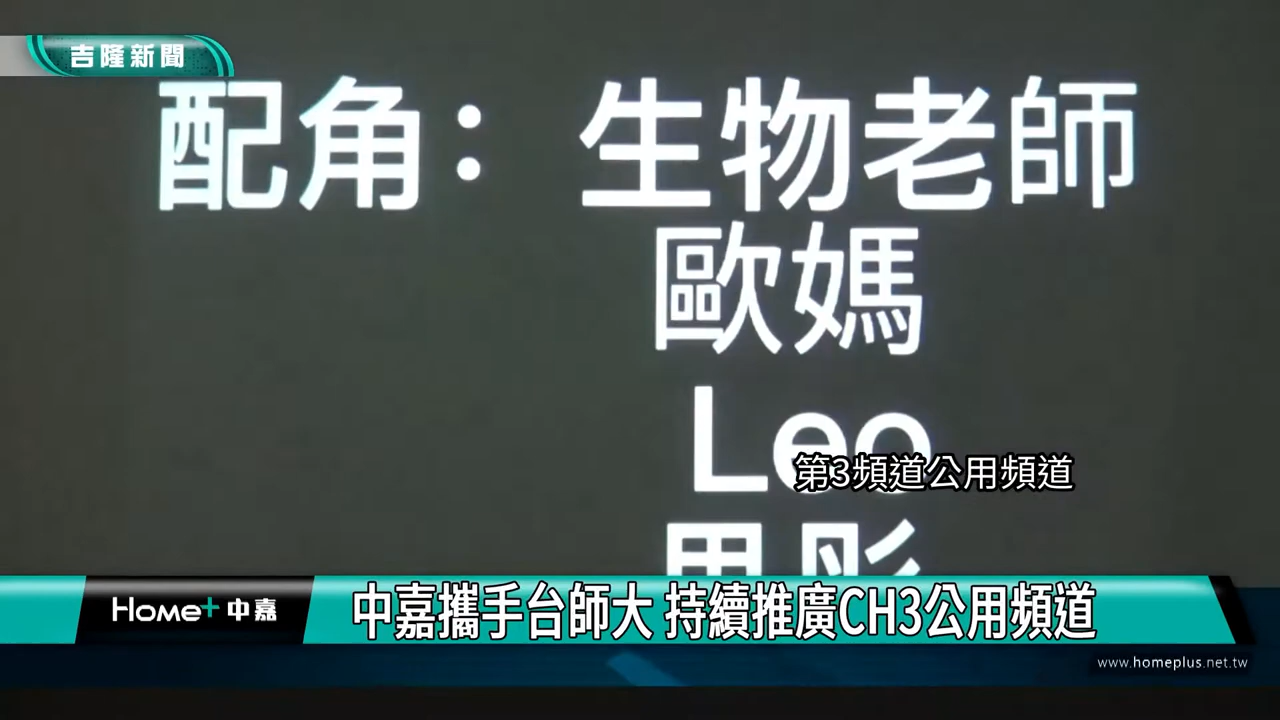 吉隆新聞
配角：生物老師
歐媽
Leo
第3頻道公用頻道
Home+中嘉
中嘉攜手台師大 持續推廣CH3公用頻道
www.homeplus.net.tw